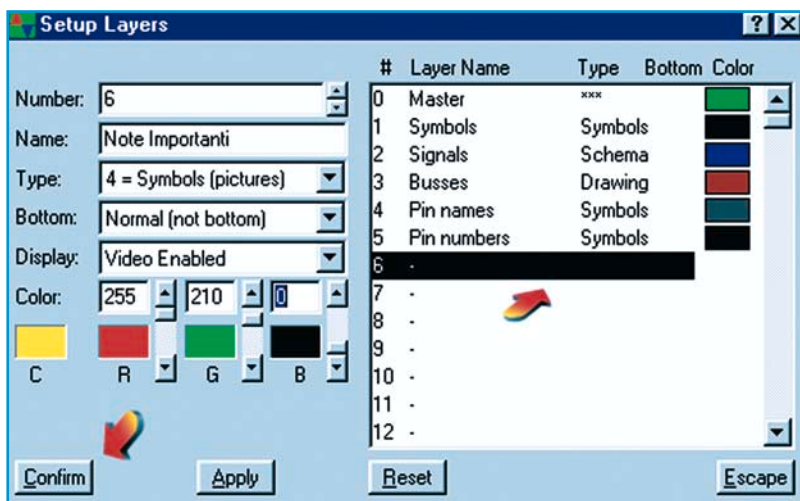 Setup Layers
Number: 6
Name: Note Importanti
Type: 4 = Symbols (pictures)
Bottom: Normal (not bottom)
Display: Video Enabled
Color: 255 210 0
C R G B
Confirm Apply
# Layer Name Type Bottom Color
0 Master ***
1 Symbols Symbols
2 Signals Schema
3 Busses Drawing
4 Pin names Symbols
5 Pin numbers Symbols
6 -
7 -
8 -
9 -
10 -
11 -
12 -
Reset Escape